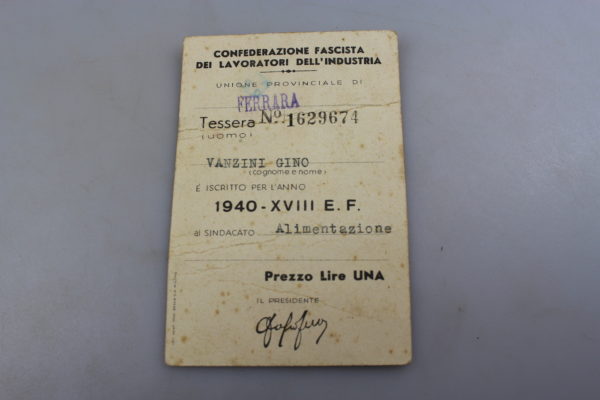 CONFEDERAZIONE FASCISTA
DEI LAVORATORI DELL'INDUSTRIA
UNIONE PROVINCIALE DI
FERRARA
Tessera No. 1629674
(uomo)
VANZINI GINO
(cognome e nome)
È ISCRITTO PER L'ANNO
1940-XVIII E. F.
al SINDACATO Alimentazione
Prezzo Lire UNA
IL PRESIDENTE